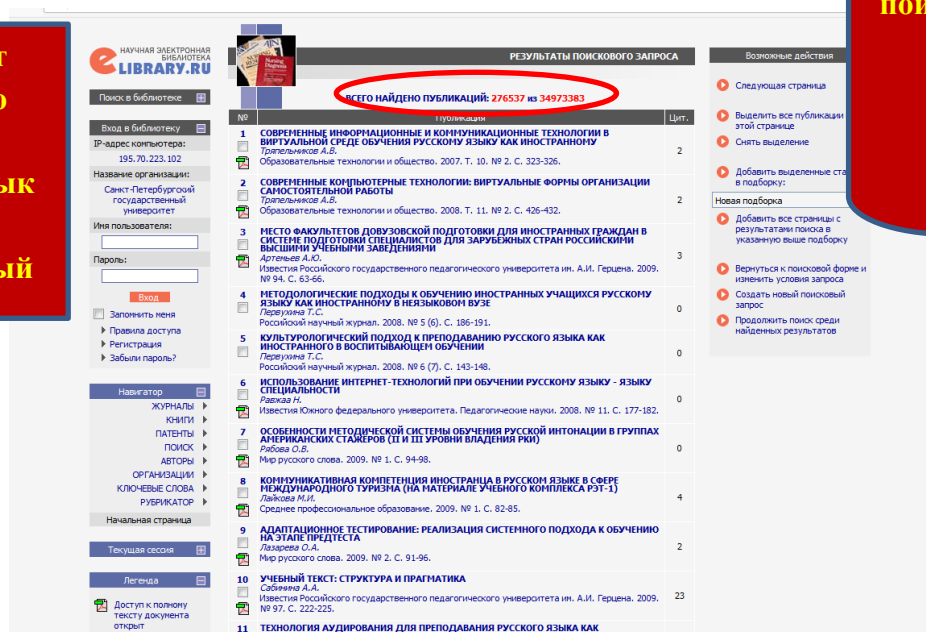 пои
т
о
ык
ый
НАУЧНАЯ ЭЛЕКТРОННАЯ
БИБЛИОТЕКА
eLIBRARY.RU
Поиск в библиотеке
Вход в библиотеку
IP-адрес компьютера:
195.70.223.102
Название организации:
Санкт-Петербургский
государственный
университет
Имя пользователя:
Пароль:
Вход
Запомнить меня
Правила доступа
Регистрация
Забыли пароль?
Навигатор
ЖУРНАЛЫ
КНИГИ
ПАТЕНТЫ
ПОИСК
АВТОРЫ
ОРГАНИЗАЦИИ
КЛЮЧЕВЫЕ СЛОВА
РУБРИКАТОР
Начальная страница
Текущая сессия
Легенда
Доступ к полному
тексту документа
открыт
РЕЗУЛЬТАТЫ ПОИСКОВОГО ЗАПРОСА
ВСЕГО НАЙДЕНО ПУБЛИКАЦИЙ: 276537 из 34973383
№ Публикация Цит.
1 СОВРЕМЕННЫЕ ИНФОРМАЦИОННЫЕ И КОММУНИКАЦИОННЫЕ ТЕХНОЛОГИИ В
ВИРТУАЛЬНОЙ СРЕДЕ ОБУЧЕНИЯ РУССКОМУ ЯЗЫКУ КАК ИНОСТРАННОМУ
Тряпельников А.В. 2
Образовательные технологии и общество. 2007. Т. 10. № 2. С. 323-326.
2 СОВРЕМЕННЫЕ КОМПЬЮТЕРНЫЕ ТЕХНОЛОГИИ: ВИРТУАЛЬНЫЕ ФОРМЫ ОРГАНИЗАЦИИ
САМОСТОЯТЕЛЬНОЙ РАБОТЫ
Тряпельников А.В. 2
Образовательные технологии и общество. 2008. Т. 11. № 2. С. 426-432.
3 МЕСТО ФАКУЛЬТЕТОВ ДОВУЗОВСКОЙ ПОДГОТОВКИ ДЛЯ ИНОСТРАННЫХ ГРАЖДАН В
СИСТЕМЕ ПОДГОТОВКИ СПЕЦИАЛИСТОВ ДЛЯ ЗАРУБЕЖНЫХ СТРАН РОССИЙСКИМИ
ВЫСШИМИ УЧЕБНЫМИ ЗАВЕДЕНИЯМИ
Артемьев А.Ю. 3
Известия Российского государственного педагогического университета им. А.И. Герцена. 2009.
№ 94. С. 63-66.
4 МЕТОДОЛОГИЧЕСКИЕ ПОДХОДЫ К ОБУЧЕНИЮ ИНОСТРАННЫХ УЧАЩИХСЯ РУССКОМУ
ЯЗЫКУ КАК ИНОСТРАННОМУ В НЕЯЗЫКОВОМ ВУЗЕ
Первухина Т.С. 0
Российский научный журнал. 2008. № 5 (6). С. 186-191.
5 КУЛЬТУРОЛОГИЧЕСКИЙ ПОДХОД К ПРЕПОДАВАНИЮ РУССКОГО ЯЗЫКА КАК
ИНОСТРАННОГО В ВОСПИТЫВАЮЩЕМ ОБУЧЕНИИ
Первухина Т.С. 0
Российский научный журнал. 2008. № 6 (7). С. 143-148.
6 ИСПОЛЬЗОВАНИЕ ИНТЕРНЕТ-ТЕХНОЛОГИЙ ПРИ ОБУЧЕНИИ РУССКОМУ ЯЗЫКУ - ЯЗЫКУ
СПЕЦИАЛЬНОСТИ
Равжаа Н. 0
Известия Южного федерального университета. Педагогические науки. 2008. № 11. С. 177-182.
7 ОСОБЕННОСТИ МЕТОДИЧЕСКОЙ СИСТЕМЫ ОБУЧЕНИЯ РУССКОЙ ИНТОНАЦИИ В ГРУППАХ
АМЕРИКАНСКИХ СТАЖЕРОВ (II И III УРОВНИ ВЛАДЕНИЯ РКИ)
Рябова О.В. 0
Мир русского слова. 2009. № 1. С. 94-98.
8 КОММУНИКАТИВНАЯ КОМПЕТЕНЦИЯ ИНОСТРАНЦА В РУССКОМ ЯЗЫКЕ В СФЕРЕ
МЕЖДУНАРОДНОГО ТУРИЗМА (НА МАТЕРИАЛЕ УЧЕБНОГО КОМПЛЕКСА РЭТ-1)
Лайкова М.И. 4
Среднее профессиональное образование. 2009. № 1. С. 82-85.
9 АДАПТАЦИОННОЕ ТЕСТИРОВАНИЕ: РЕАЛИЗАЦИЯ СИСТЕМНОГО ПОДХОДА К ОБУЧЕНИЮ
НА ЭТАПЕ ПРЕДТЕСТА
Лазарева О.А. 2
Мир русского слова. 2009. № 2. С. 91-96.
10 УЧЕБНЫЙ ТЕКСТ: СТРУКТУРА И ПРАГМАТИКА
Сабинина А.А. 23
Известия Российского государственного педагогического университета им. А.И. Герцена. 2009.
№ 97. С. 222-225.
11 ТЕХНОЛОГИЯ АУДИРОВАНИЯ ДЛЯ ПРЕПОДАВАНИЯ РУССКОГО ЯЗЫКА КАК
Возможные действия
Следующая страница
Выделить все публикации
этой странице
Снять выделение
Добавить выделенные ста
в подборку:
Новая подборка
Добавить все страницы с
результатами поиска в
указанную выше подборку
Вернуться к поисковой форме и
изменить условия запроса
Создать новый поисковый
запрос
Продолжить поиск среди
найденных результатов